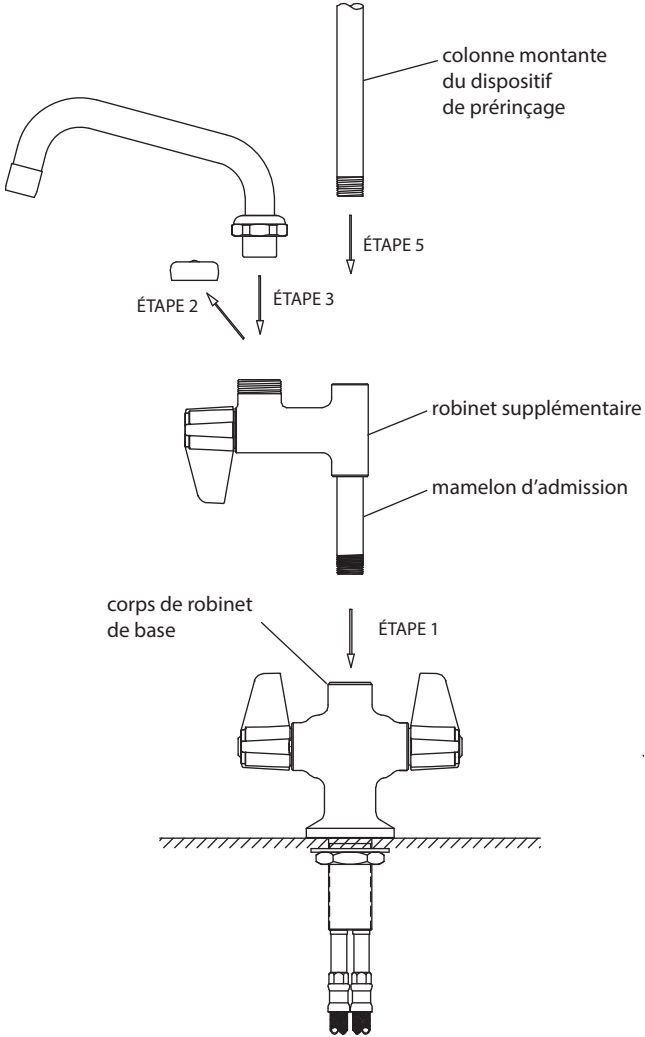 colonne montante
du dispositif
de prérinçage
ÉTAPE 5
ÉTAPE 2
ÉTAPE 3
robinet supplémentaire
mamelon d’admission
corps de robinet
de base
ÉTAPE 1